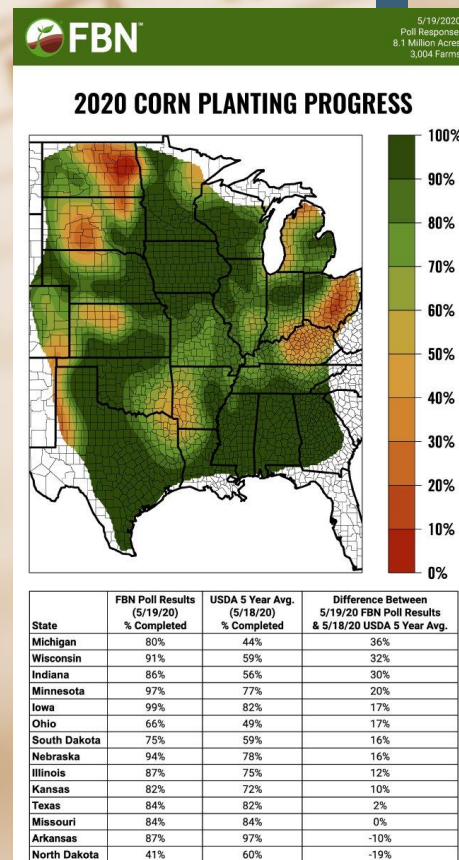 FBN™
5/19/2020
Poll Response
8.1 Million Acres
3,004 Farms
2020 CORN PLANTING PROGRESS
100%
90%
80%
70%
60%
50%
40%
30%
20%
10%
0%
State FBN Poll Results (5/19/20) % Completed USDA 5 Year Avg. (5/18/20) % Completed Difference Between 5/19/20 FBN Poll Results & 5/18/20 USDA 5 Year Avg.
Michigan 80% 44% 36%
Wisconsin 91% 59% 32%
Indiana 86% 56% 30%
Minnesota 97% 77% 20%
Iowa 99% 82% 17%
Ohio 66% 49% 17%
South Dakota 75% 59% 16%
Nebraska 94% 78% 16%
Illinois 87% 75% 12%
Kansas 82% 72% 10%
Texas 84% 82% 2%
Missouri 84% 84% 0%
Arkansas 87% 97% -10%
North Dakota 41% 60% -19%